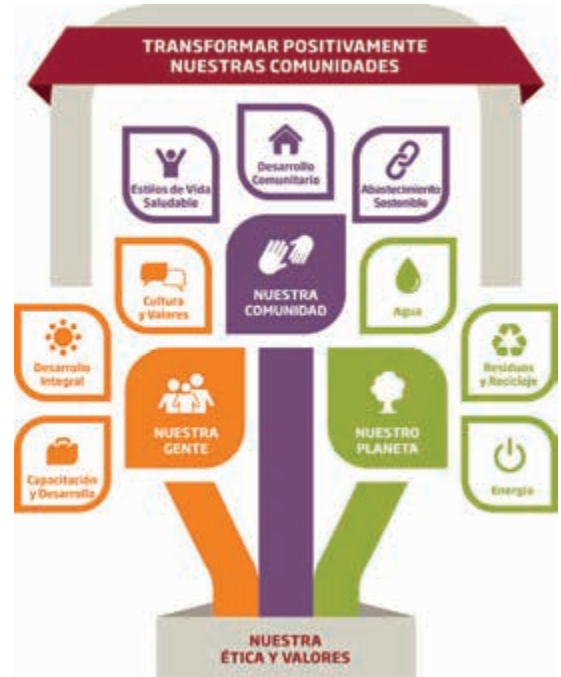 TRANSFORMAR POSITIVAMENTE
NUESTRAS COMUNIDADES
Estilos de Vida
Saludable
Desarrollo
Comunitario
Abastecimiento
Sostenible
Cultura
y Valores
NUESTRA
COMUNIDAD
Agua
Desarrollo
Integral
Residuos
y Reciclaje
NUESTRA
GENTE
NUESTRO
PLANETA
Capacitación
y Desarrollo
Energía
NUESTRA
ÉTICA Y VALORES